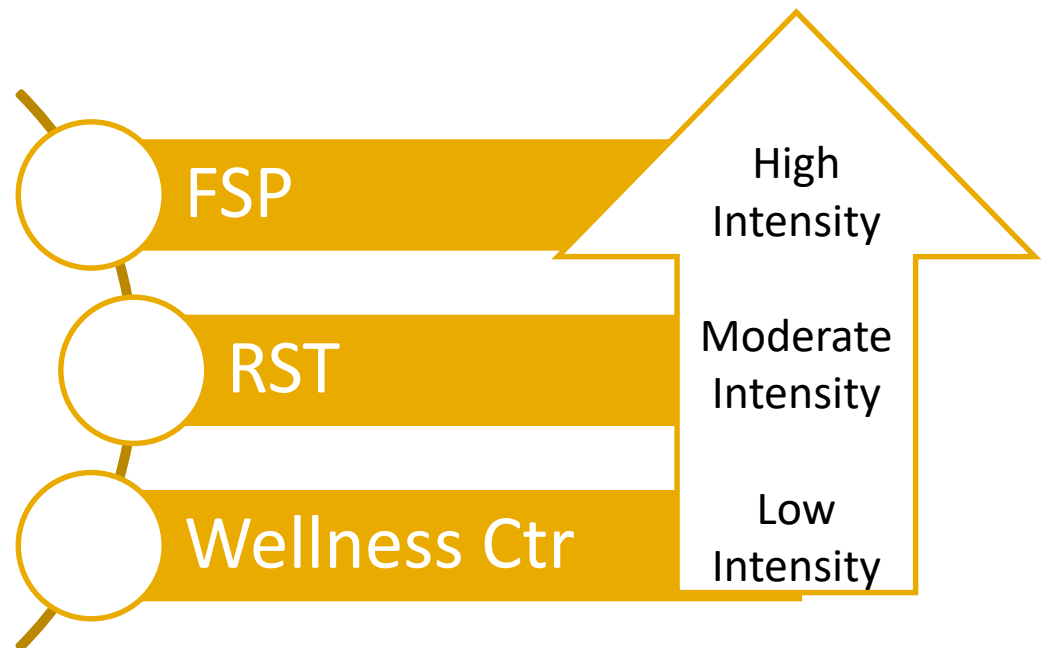 FSP
High
Intensity
RST
Moderate
Intensity
Wellness Ctr
Low
Intensity